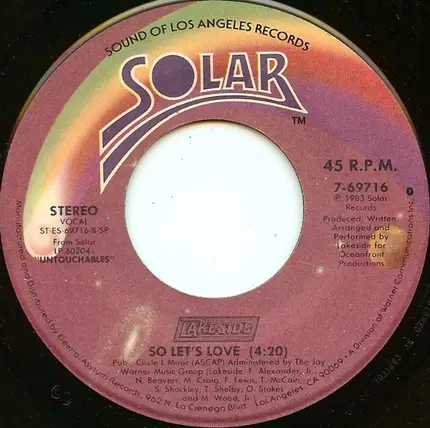 SOUND OF LOS ANGELES RECORDS
SOLAR
TM
STEREO
VOCAL
ST-ES-69716-B-SP
From Solar
LP 60204-
"UNTOUCHABLES"
45 R.P.M.
7-69716
℗ 1983 Solar
Records
Produced, Written,
Arranged and
Performed by
Lakeside for
Oceanfront
Productions
LAKESIDE
SO LET'S LOVE (4:20)
Pub. Circle L Music (ASCAP) Administered by The Jay
Warner Music Group (Lakeside: F. Alexander, Jr.,
N. Beavers, M. Craig, F. Lewis, T. McCain,
S. Shockley, T. Shelby, O. Stokes
and M. Wood, Jr.
Manufactured and Distributed by Elektra/Asylum Records, 962 N. La Cienega Blvd., Los Angeles, CA 90069 • A Division of Warner Communications Inc.